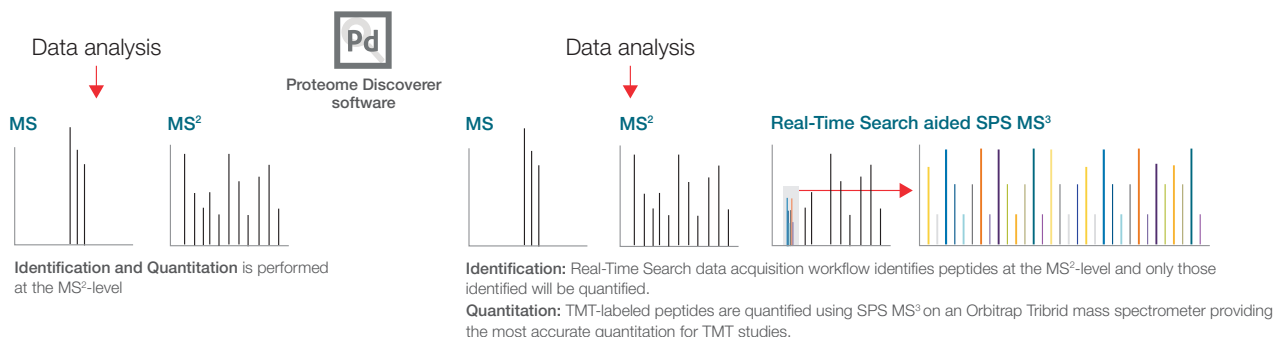 Data analysis
Pd
Proteome Discoverer
software
MS
MS²
Identification and Quantitation is performed
at the MS²-level
Data analysis
MS
MS²
Real-Time Search aided SPS MS³
Identification: Real-Time Search data acquisition workflow identifies peptides at the MS²-level and only those
identified will be quantified.
Quantitation: TMT-labeled peptides are quantified using SPS MS³ on an Orbitrap Tribrid mass spectrometer providing
the most accurate quantitation for TMT studies.